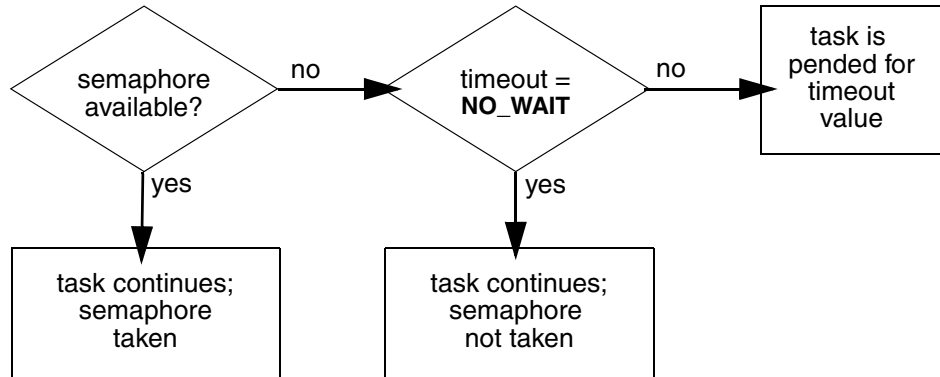 semaphore
available?
no
timeout =
NO_WAIT
no
task is
pended for
timeout
value
yes
yes
task continues;
semaphore
taken
task continues;
semaphore
not taken